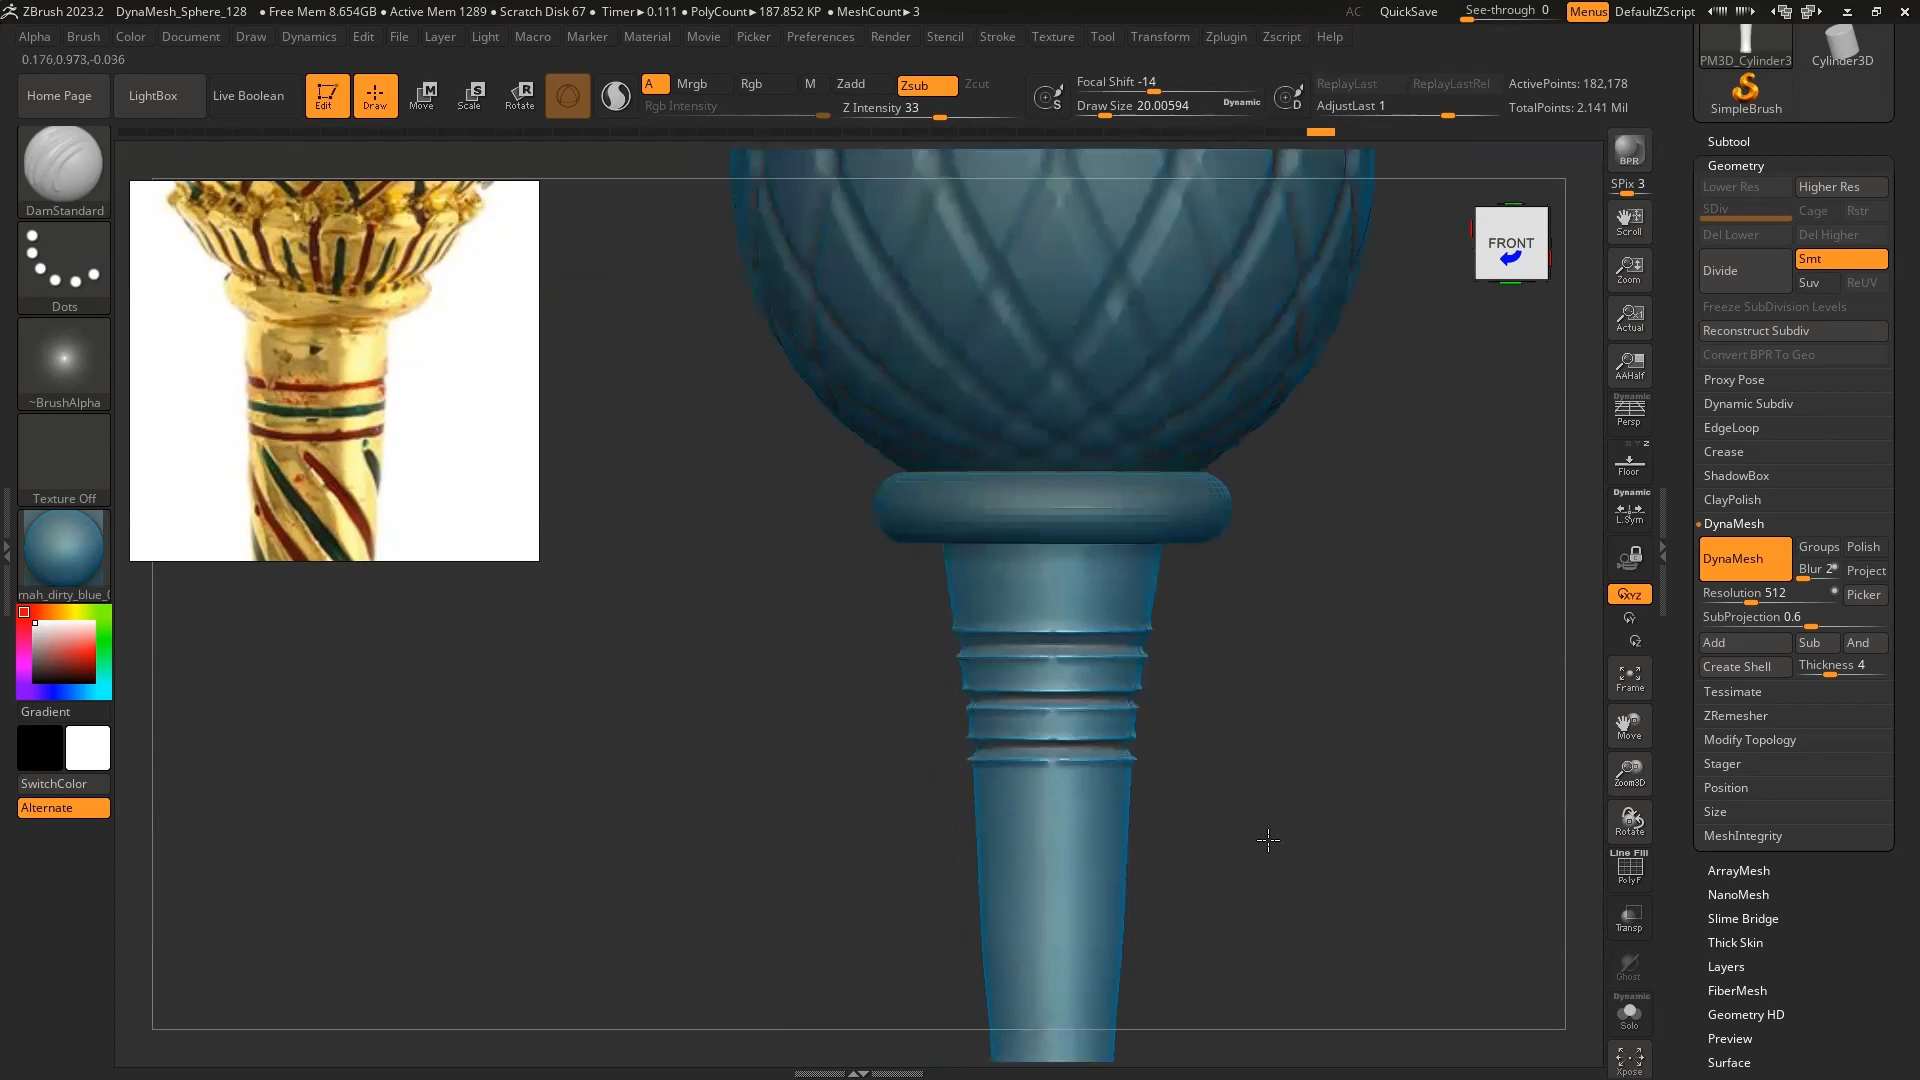 ZBrush 2023.2 DynaMesh_Sphere_128 ● Free Mem 8.654GB ● Active Mem 1289 ● Scratch Disk 67 ● Timer►0.111 ● PolyCount►187.852 KP ● MeshCount►3 AC QuickSave See-through 0 Menus DefaultZScript
Alpha Brush Color Document Draw Dynamics Edit File Layer Light Macro Marker Material Movie Picker Preferences Render Stencil Stroke Texture Tool Transform Zplugin Zscript Help
0.176,0.973,-0.036
Home Page LightBox Live Boolean Edit Draw Move Scale Rotate
M S R
A Mrgb Rgb M Zadd Zsub Zcut
Rgb Intensity Z Intensity 33
S Focal Shift -14
Draw Size 20.00594 Dynamic
D ReplayLast ReplayLastRel
AdjustLast 1
ActivePoints: 182,178
TotalPoints: 2.141 Mil
DamStandard
Dots
~BrushAlpha
Texture Off
mah_dirty_blue_0
Gradient
SwitchColor
Alternate
FRONT
BPR
SPix 3
Scroll
Zoom
Actual
AAHalf
Dynamic
Persp
Floor
Dynamic
L.Sym
XYZ
Y
Z
Frame
Move
Zoom3D
Rotate
Line Fill
PolyF
Transp
Ghost
Dynamic
Solo
Xpose
PM3D_Cylinder3 Cylinder3D
SimpleBrush
Subtool
Geometry
Lower Res Higher Res
SDiv Cage Rstr
Del Lower Del Higher
Divide Smt
Suv ReUV
Freeze SubDivision Levels
Reconstruct Subdiv
Convert BPR To Geo
Proxy Pose
Dynamic Subdiv
EdgeLoop
Crease
ShadowBox
ClayPolish
DynaMesh
DynaMesh Groups Polish
Blur 2 Project
Resolution 512 Picker
SubProjection 0.6
Add Sub And
Create Shell Thickness 4
Tessimate
ZRemesher
Modify Topology
Stager
Position
Size
MeshIntegrity
ArrayMesh
NanoMesh
Slime Bridge
Thick Skin
Layers
FiberMesh
Geometry HD
Preview
Surface